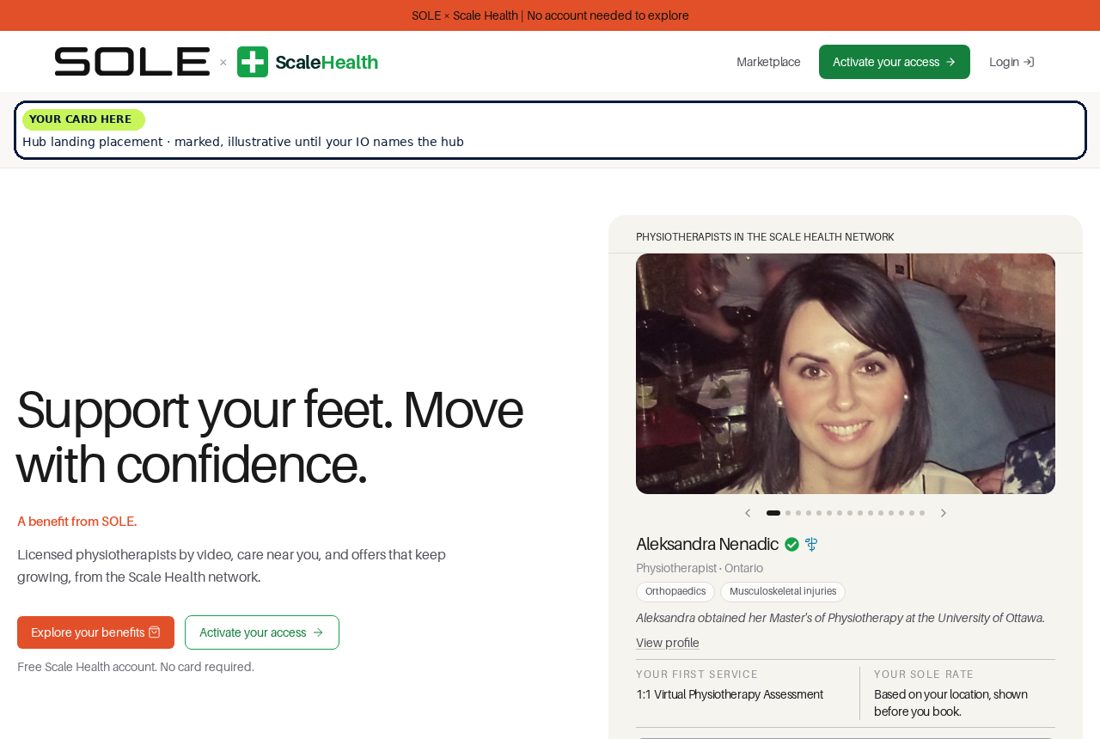 SOLE × Scale Health | No account needed to explore
SOLE × ScaleHealth
Marketplace
Activate your access →
Login
YOUR CARD HERE
Hub landing placement · marked, illustrative until your IO names the hub
PHYSIOTHERAPISTS IN THE SCALE HEALTH NETWORK
Support your feet. Move
with confidence.
A benefit from SOLE.
Licensed physiotherapists by video, care near you, and offers that keep
growing, from the Scale Health network.
Explore your benefits
Activate your access →
Free Scale Health account. No card required.
Aleksandra Nenadic
Physiotherapist · Ontario
Orthopaedics
Musculoskeletal injuries
Aleksandra obtained her Master's of Physiotherapy at the University of Ottawa.
View profile
YOUR FIRST SERVICE
1:1 Virtual Physiotherapy Assessment
YOUR SOLE RATE
Based on your location, shown
before you book.